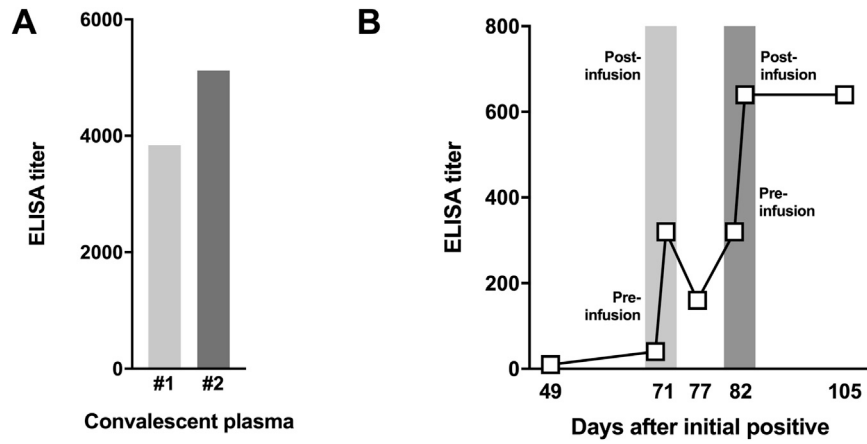 A
6000
4000
2000
0
ELISA titer
#1 #2
Convalescent plasma
B
800
600
400
200
0
ELISA titer
Post-
infusion
Post-
infusion
Pre-
infusion
Pre-
infusion
49 71 77 82 105
Days after initial positive